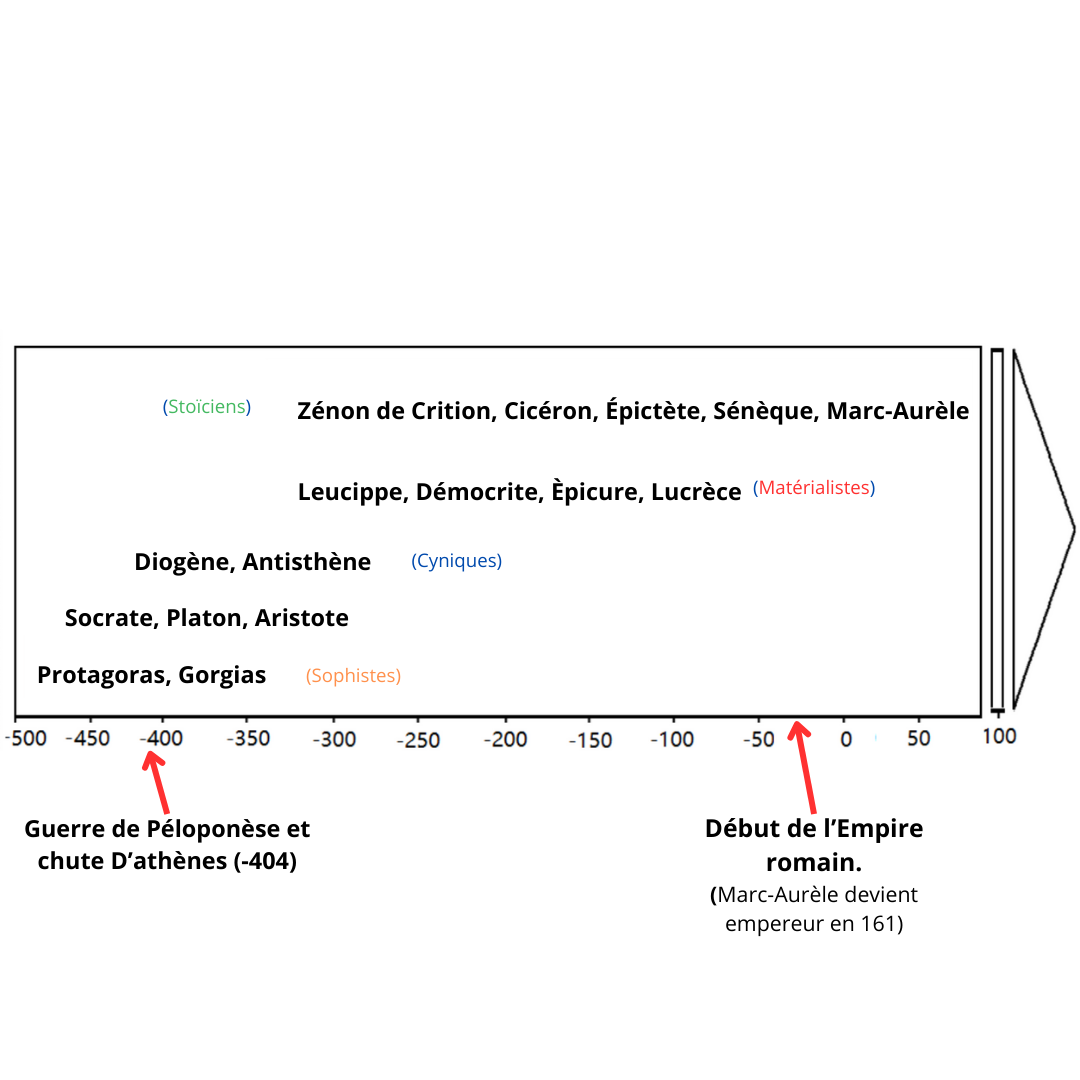 (Stoïciens) Zénon de Crition, Cicéron, Épictète, Sénèque, Marc-Aurèle
Leucippe, Démocrite, Èpicure, Lucrèce (Matérialistes)
Diogène, Antisthène (Cyniques)
Socrate, Platon, Aristote
Protagoras, Gorgias (Sophistes)
-500 -450 -400 -350 -300 -250 -200 -150 -100 -50 0 50 100
Guerre de Péloponèse et
chute D’athènes (-404)
Début de l’Empire
romain.
(Marc-Aurèle devient
empereur en 161)